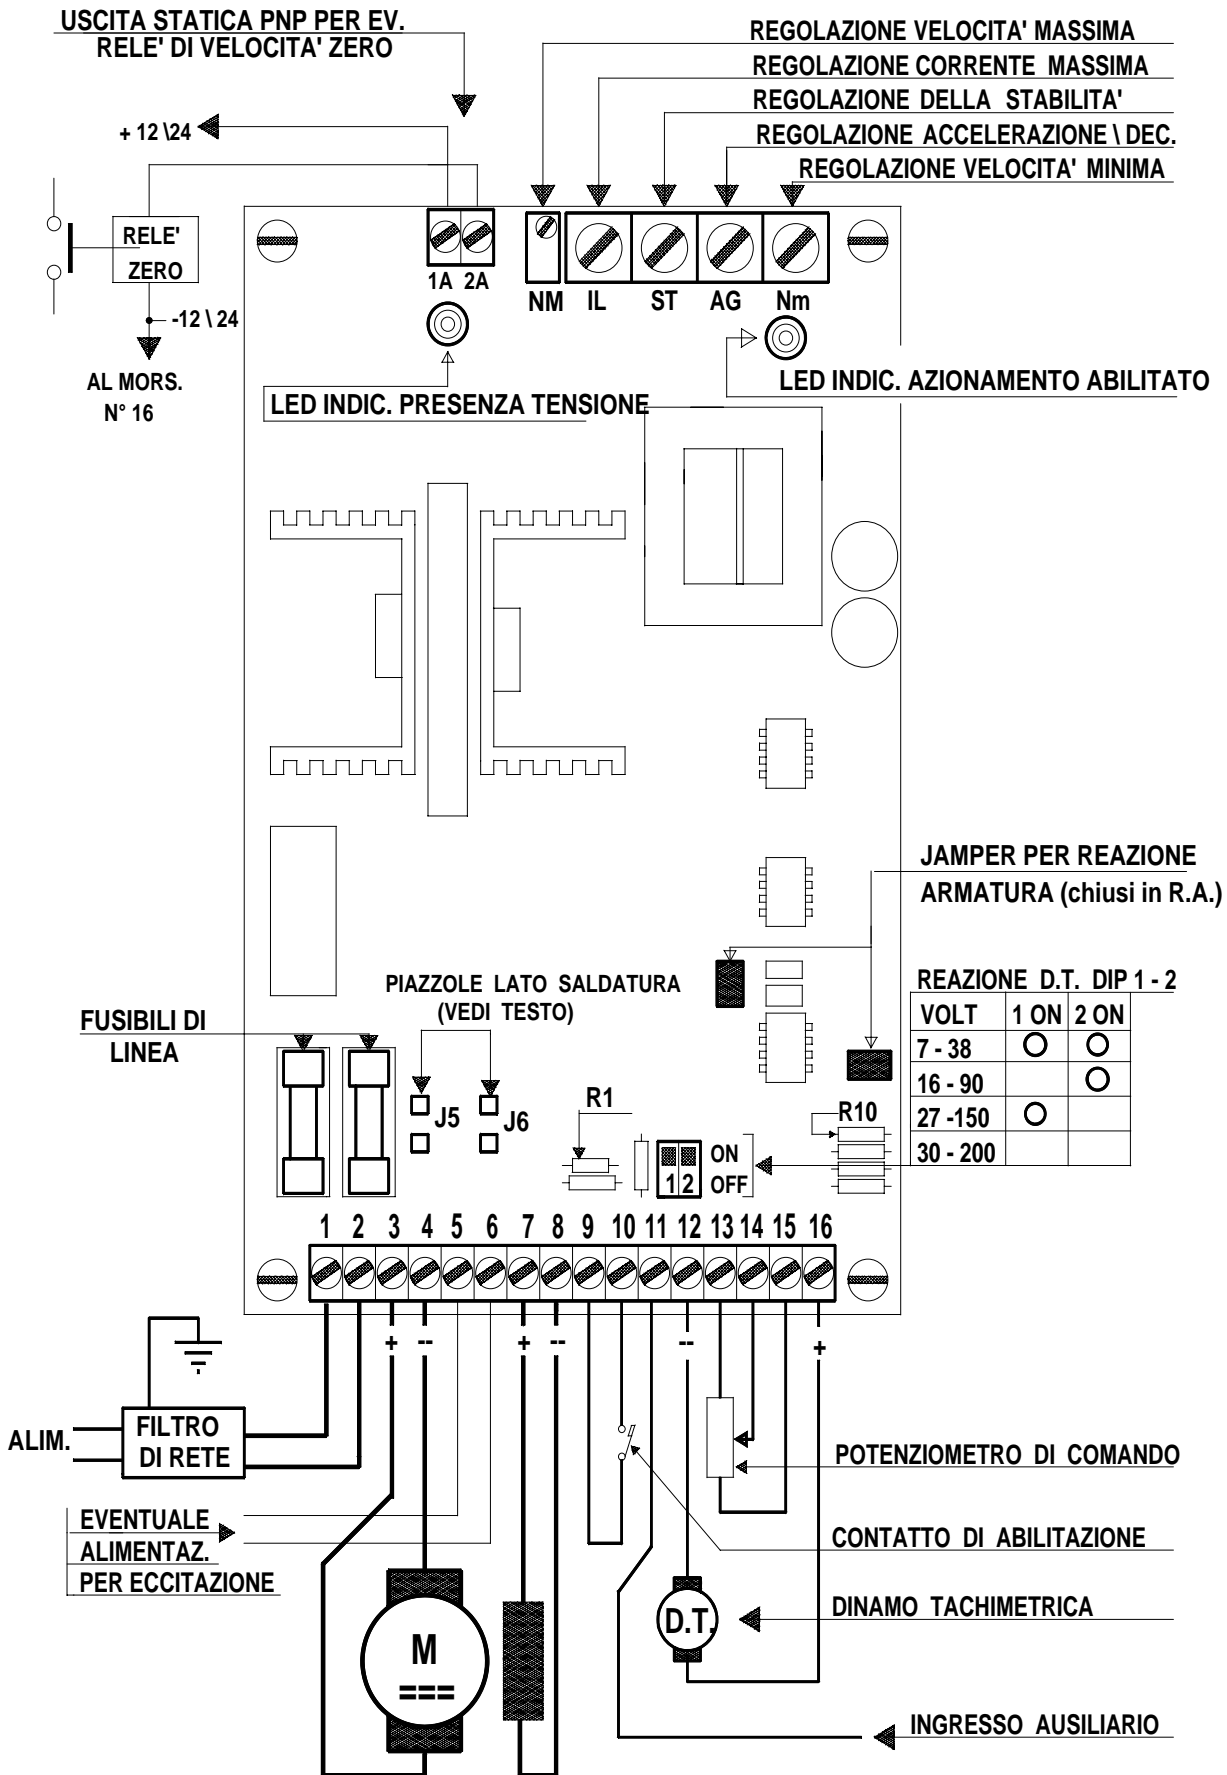 USCITA STATICA PNP PER EV.
RELE' DI VELOCITA' ZERO
REGOLAZIONE VELOCITA' MASSIMA
REGOLAZIONE CORRENTE MASSIMA
REGOLAZIONE DELLA STABILITA'
REGOLAZIONE ACCELERAZIONE \ DEC.
REGOLAZIONE VELOCITA' MINIMA
+ 12 \24
RELE'
ZERO
-12 \ 24
AL MORS.
N° 16
1A 2A
NM IL ST AG Nm
LED INDIC. PRESENZA TENSIONE
LED INDIC. AZIONAMENTO ABILITATO
JAMPER PER REAZIONE
ARMATURA (chiusi in R.A.)
PIAZZOLE LATO SALDATURA
(VEDI TESTO)
FUSIBILI DI
LINEA
J5 J6
R1
R10
ON
OFF
1 2
REAZIONE D.T. DIP 1 - 2
VOLT 1 ON 2 ON
7 - 38 O O
16 - 90 O
27 -150 O
30 - 200
1 2 3 4 5 6 7 8 9 10 11 12 13 14 15 16
+ -- + -- -- +
ALIM.
FILTRO
DI RETE
EVENTUALE
ALIMENTAZ.
PER ECCITAZIONE
M
D.T.
POTENZIOMETRO DI COMANDO
CONTATTO DI ABILITAZIONE
DINAMO TACHIMETRICA
INGRESSO AUSILIARIO